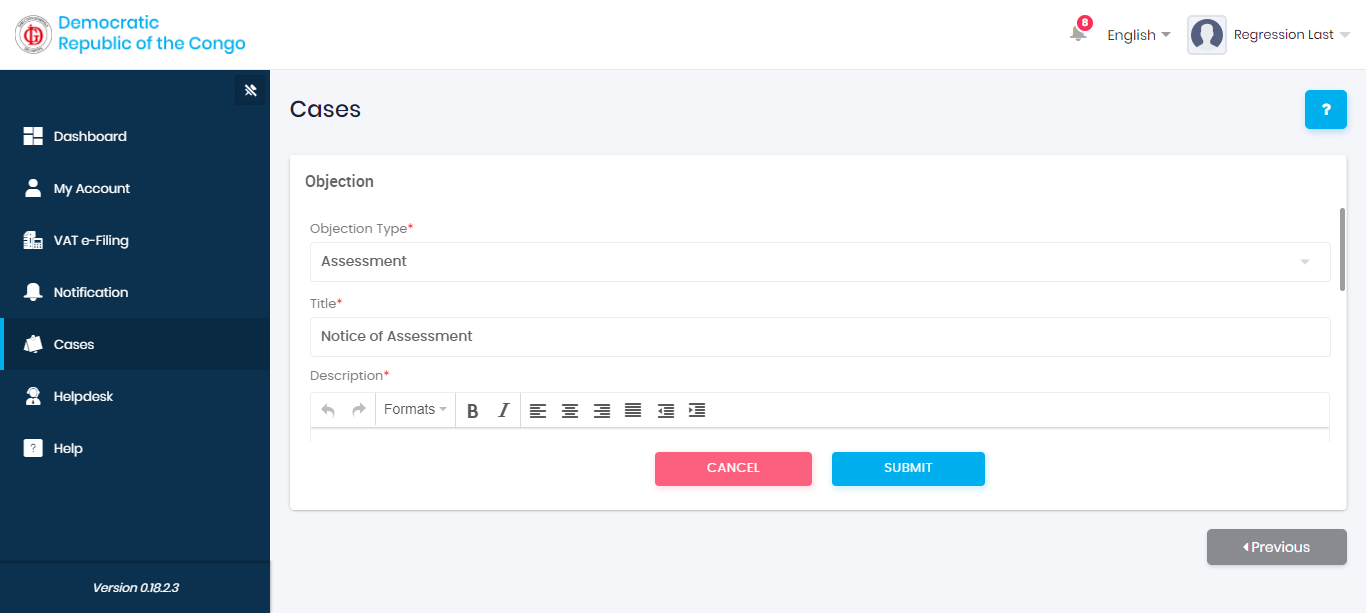 Democratic
Republic of the Congo
8
English
Regression Last
Dashboard
My Account
VAT e-Filing
Notification
Cases
Helpdesk
? Help
Version 0.18.2.3
Cases
?
Objection
Objection Type*
Assessment
Title*
Notice of Assessment
Description*
Formats B I
CANCEL
SUBMIT
Previous